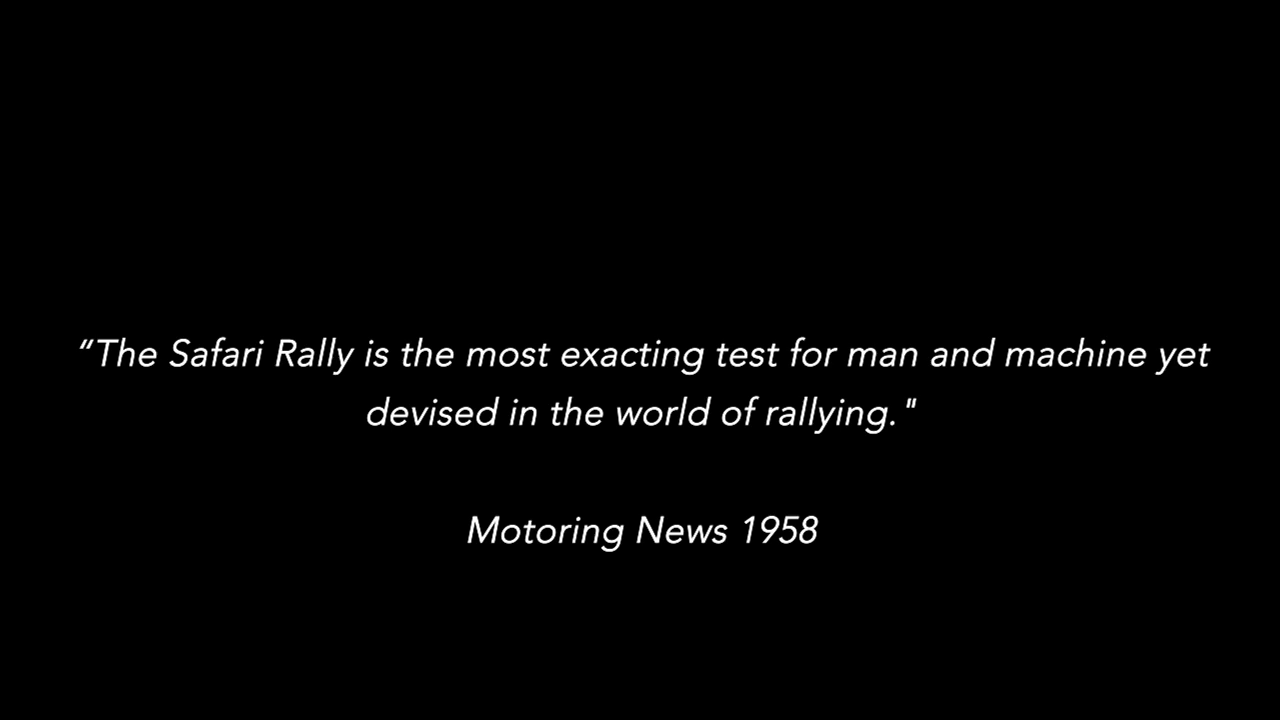 “The Safari Rally is the most exacting test for man and machine yet
devised in the world of rallying."
Motoring News 1958